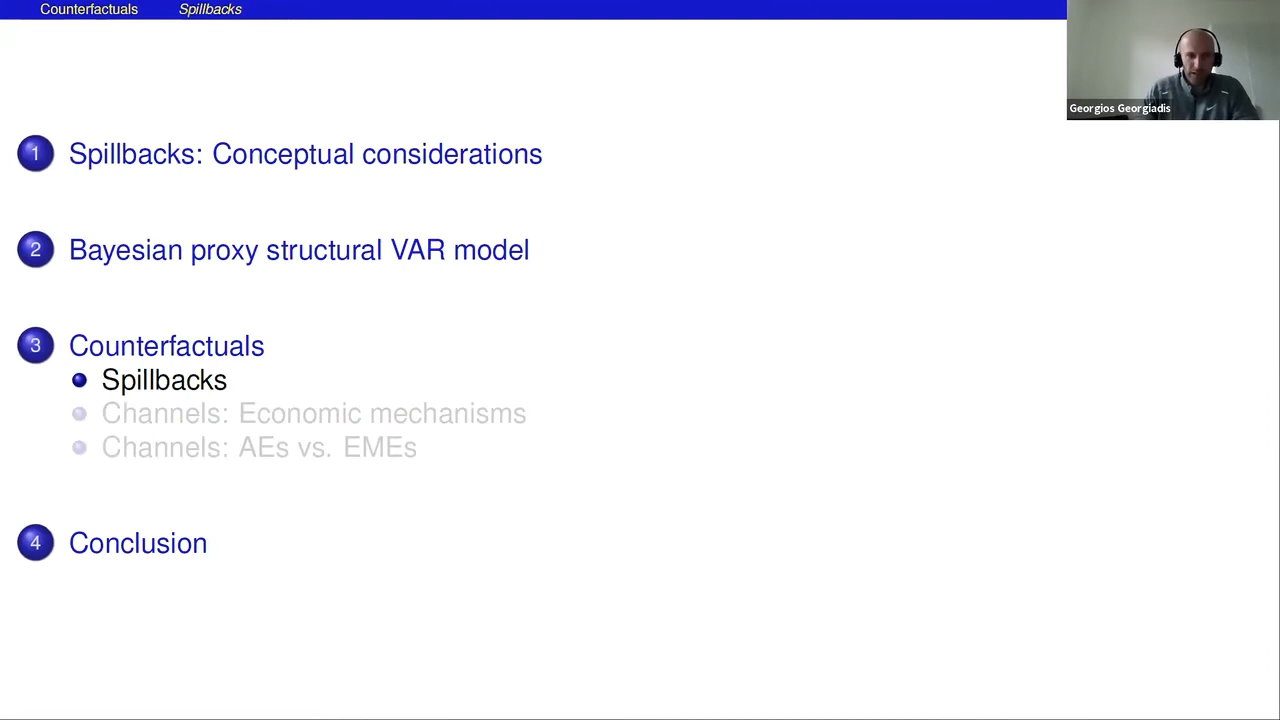 Counterfactuals Spillbacks
Georgios Georgiadis
1 Spillbacks: Conceptual considerations
2 Bayesian proxy structural VAR model
3 Counterfactuals
Spillbacks
Channels: Economic mechanisms
Channels: AEs vs. EMEs
4 Conclusion